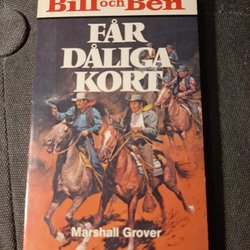 Bill och Ben
FÅR
DÅLIGA
KORT
Marshall Grover